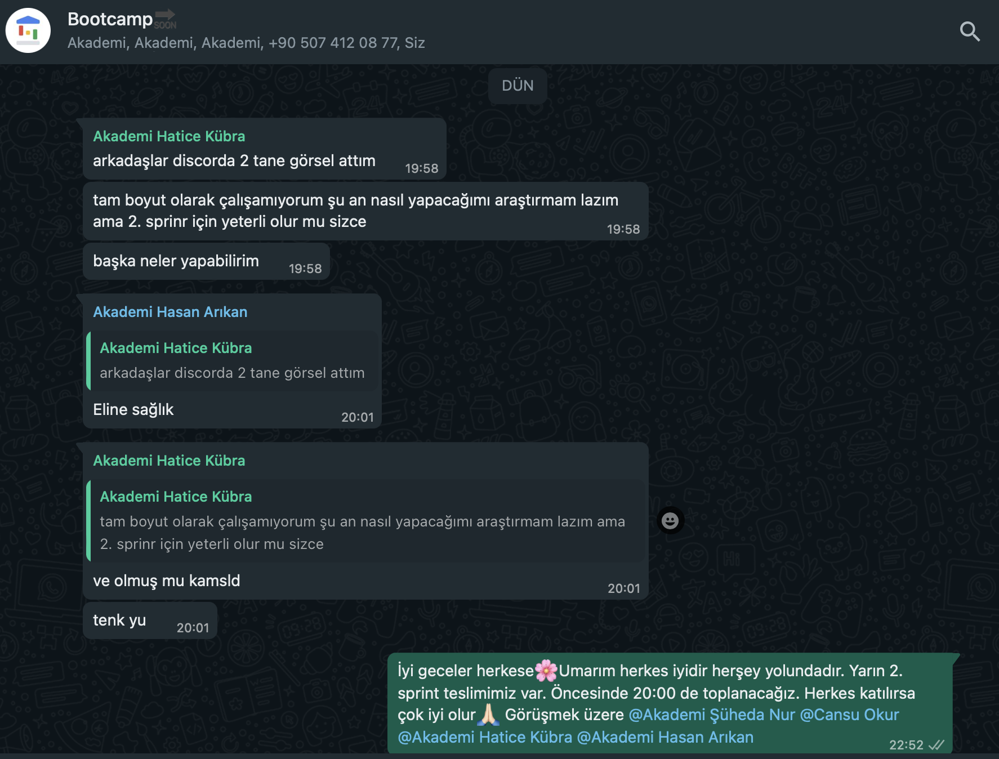 Bootcamp🔜
Akademi, Akademi, Akademi, +90 507 412 08 77, Siz
DÜN
Akademi Hatice Kübra
arkadaşlar discorda 2 tane görsel attım
19:58
tam boyut olarak çalışamıyorum şu an nasıl yapacağımı araştırmam lazım
ama 2. sprinr için yeterli olur mu sizce
19:58
başka neler yapabilirim
19:58
Akademi Hasan Arıkan
Akademi Hatice Kübra
arkadaşlar discorda 2 tane görsel attım
Eline sağlık
20:01
Akademi Hatice Kübra
Akademi Hatice Kübra
tam boyut olarak çalışamıyorum şu an nasıl yapacağımı araştırmam lazım ama
2. sprinr için yeterli olur mu sizce
ve olmuş mu kamsld
20:01
tenk yu
20:01
İyi geceler herkese🌸Umarım herkes iyidir herşey yolundadır. Yarın 2.
sprint teslimimiz var. Öncesinde 20:00 de toplanacağız. Herkes katılırsa
çok iyi olur🙏🏻 Görüşmek üzere @Akademi Şüheda Nur @Cansu Okur
@Akademi Hatice Kübra @Akademi Hasan Arıkan
22:52